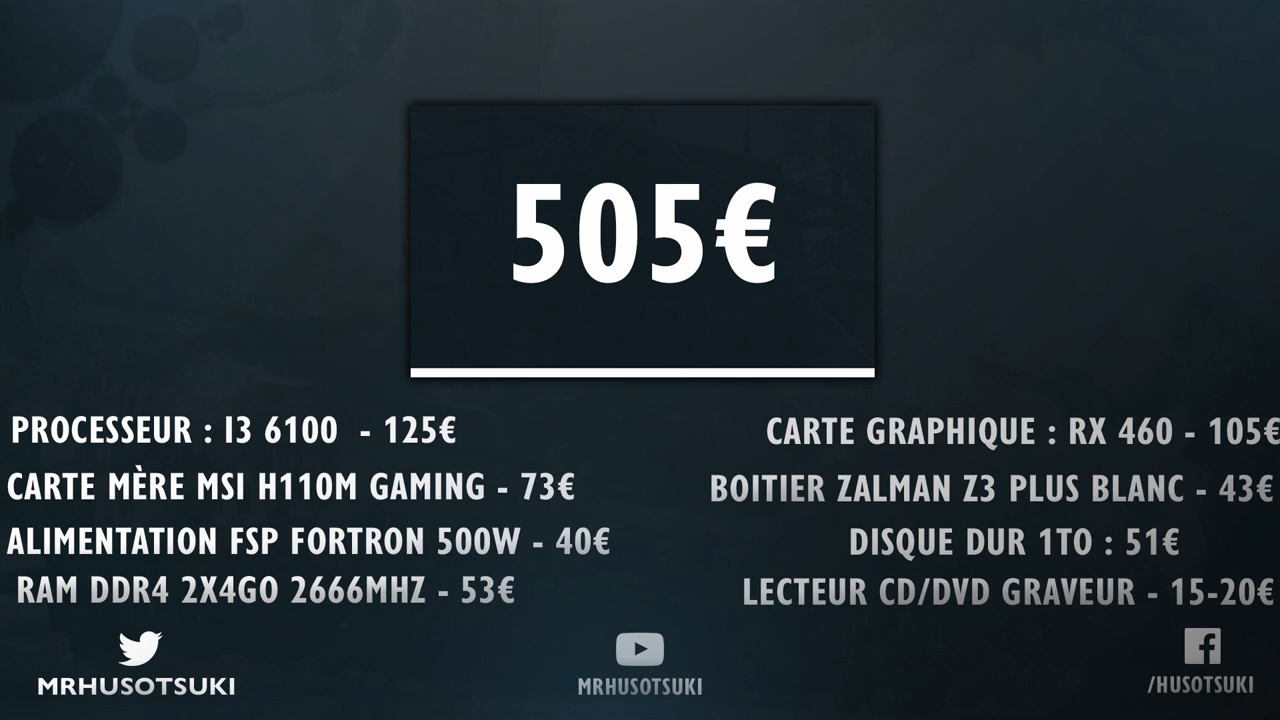 505€
PROCESSEUR : I3 6100 - 125€
CARTE GRAPHIQUE : RX 460 - 105€
CARTE MÈRE MSI H110M GAMING - 73€
BOITIER ZALMAN Z3 PLUS BLANC - 43€
ALIMENTATION FSP FORTRON 500W - 40€
DISQUE DUR 1TO : 51€
RAM DDR4 2X4GO 2666MHZ - 53€
LECTEUR CD/DVD GRAVEUR - 15-20€
MRHUSOTSUKI
MRHUSOTSUKI
/HUSOTSUKI